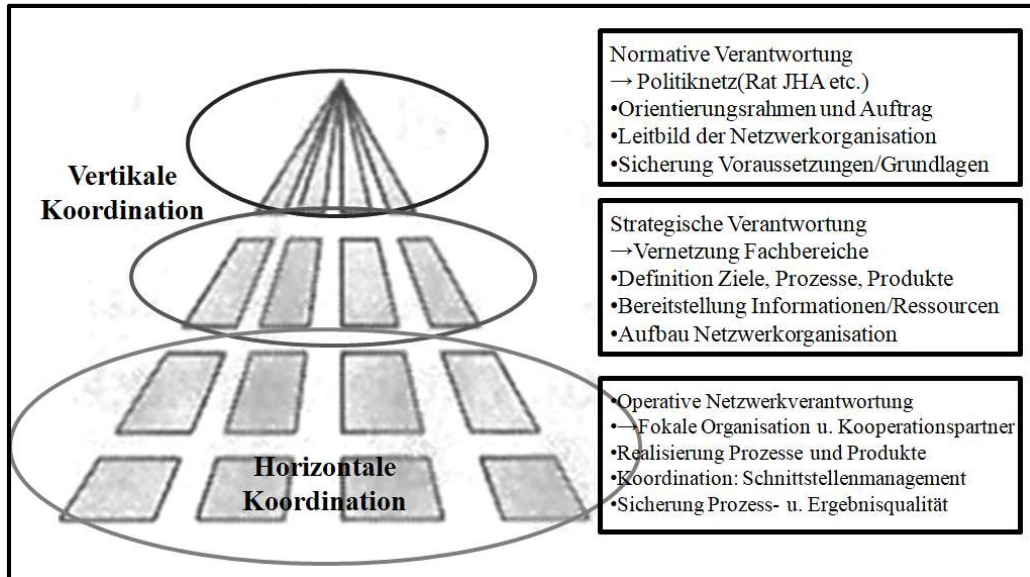 Vertikale
Koordination
Horizontale
Koordination
Normative Verantwortung
→ Politiknetz(Rat JHA etc.)
•Orientierungsrahmen und Auftrag
•Leitbild der Netzwerkorganisation
•Sicherung Voraussetzungen/Grundlagen
Strategische Verantwortung
→Vernetzung Fachbereiche
•Definition Ziele, Prozesse, Produkte
•Bereitstellung Informationen/Ressourcen
•Aufbau Netzwerkorganisation
•Operative Netzwerkverantwortung
•→Fokale Organisation u. Kooperationspartner
•Realisierung Prozesse und Produkte
•Koordination: Schnittstellenmanagement
•Sicherung Prozess- u. Ergebnisqualität